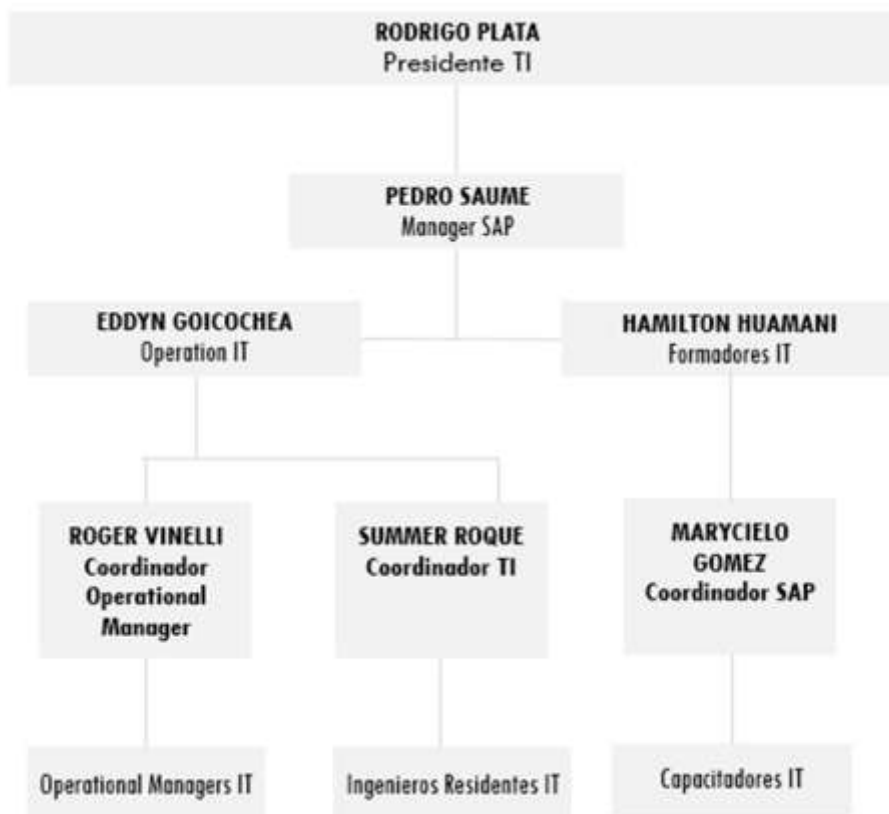 RODRIGO PLATA
Presidente TI
PEDRO SAUME
Manager SAP
EDDYN GOICOCHEA
Operation IT
HAMILTON HUAMANI
Formadores IT
ROGER VINELLI
Coordinador
Operational
Manager
SUMMER ROQUE
Coordinador TI
MARYCIELO
GOMEZ
Coordinador SAP
Operational Managers IT
Ingenieros Residentes IT
Capacitadores IT